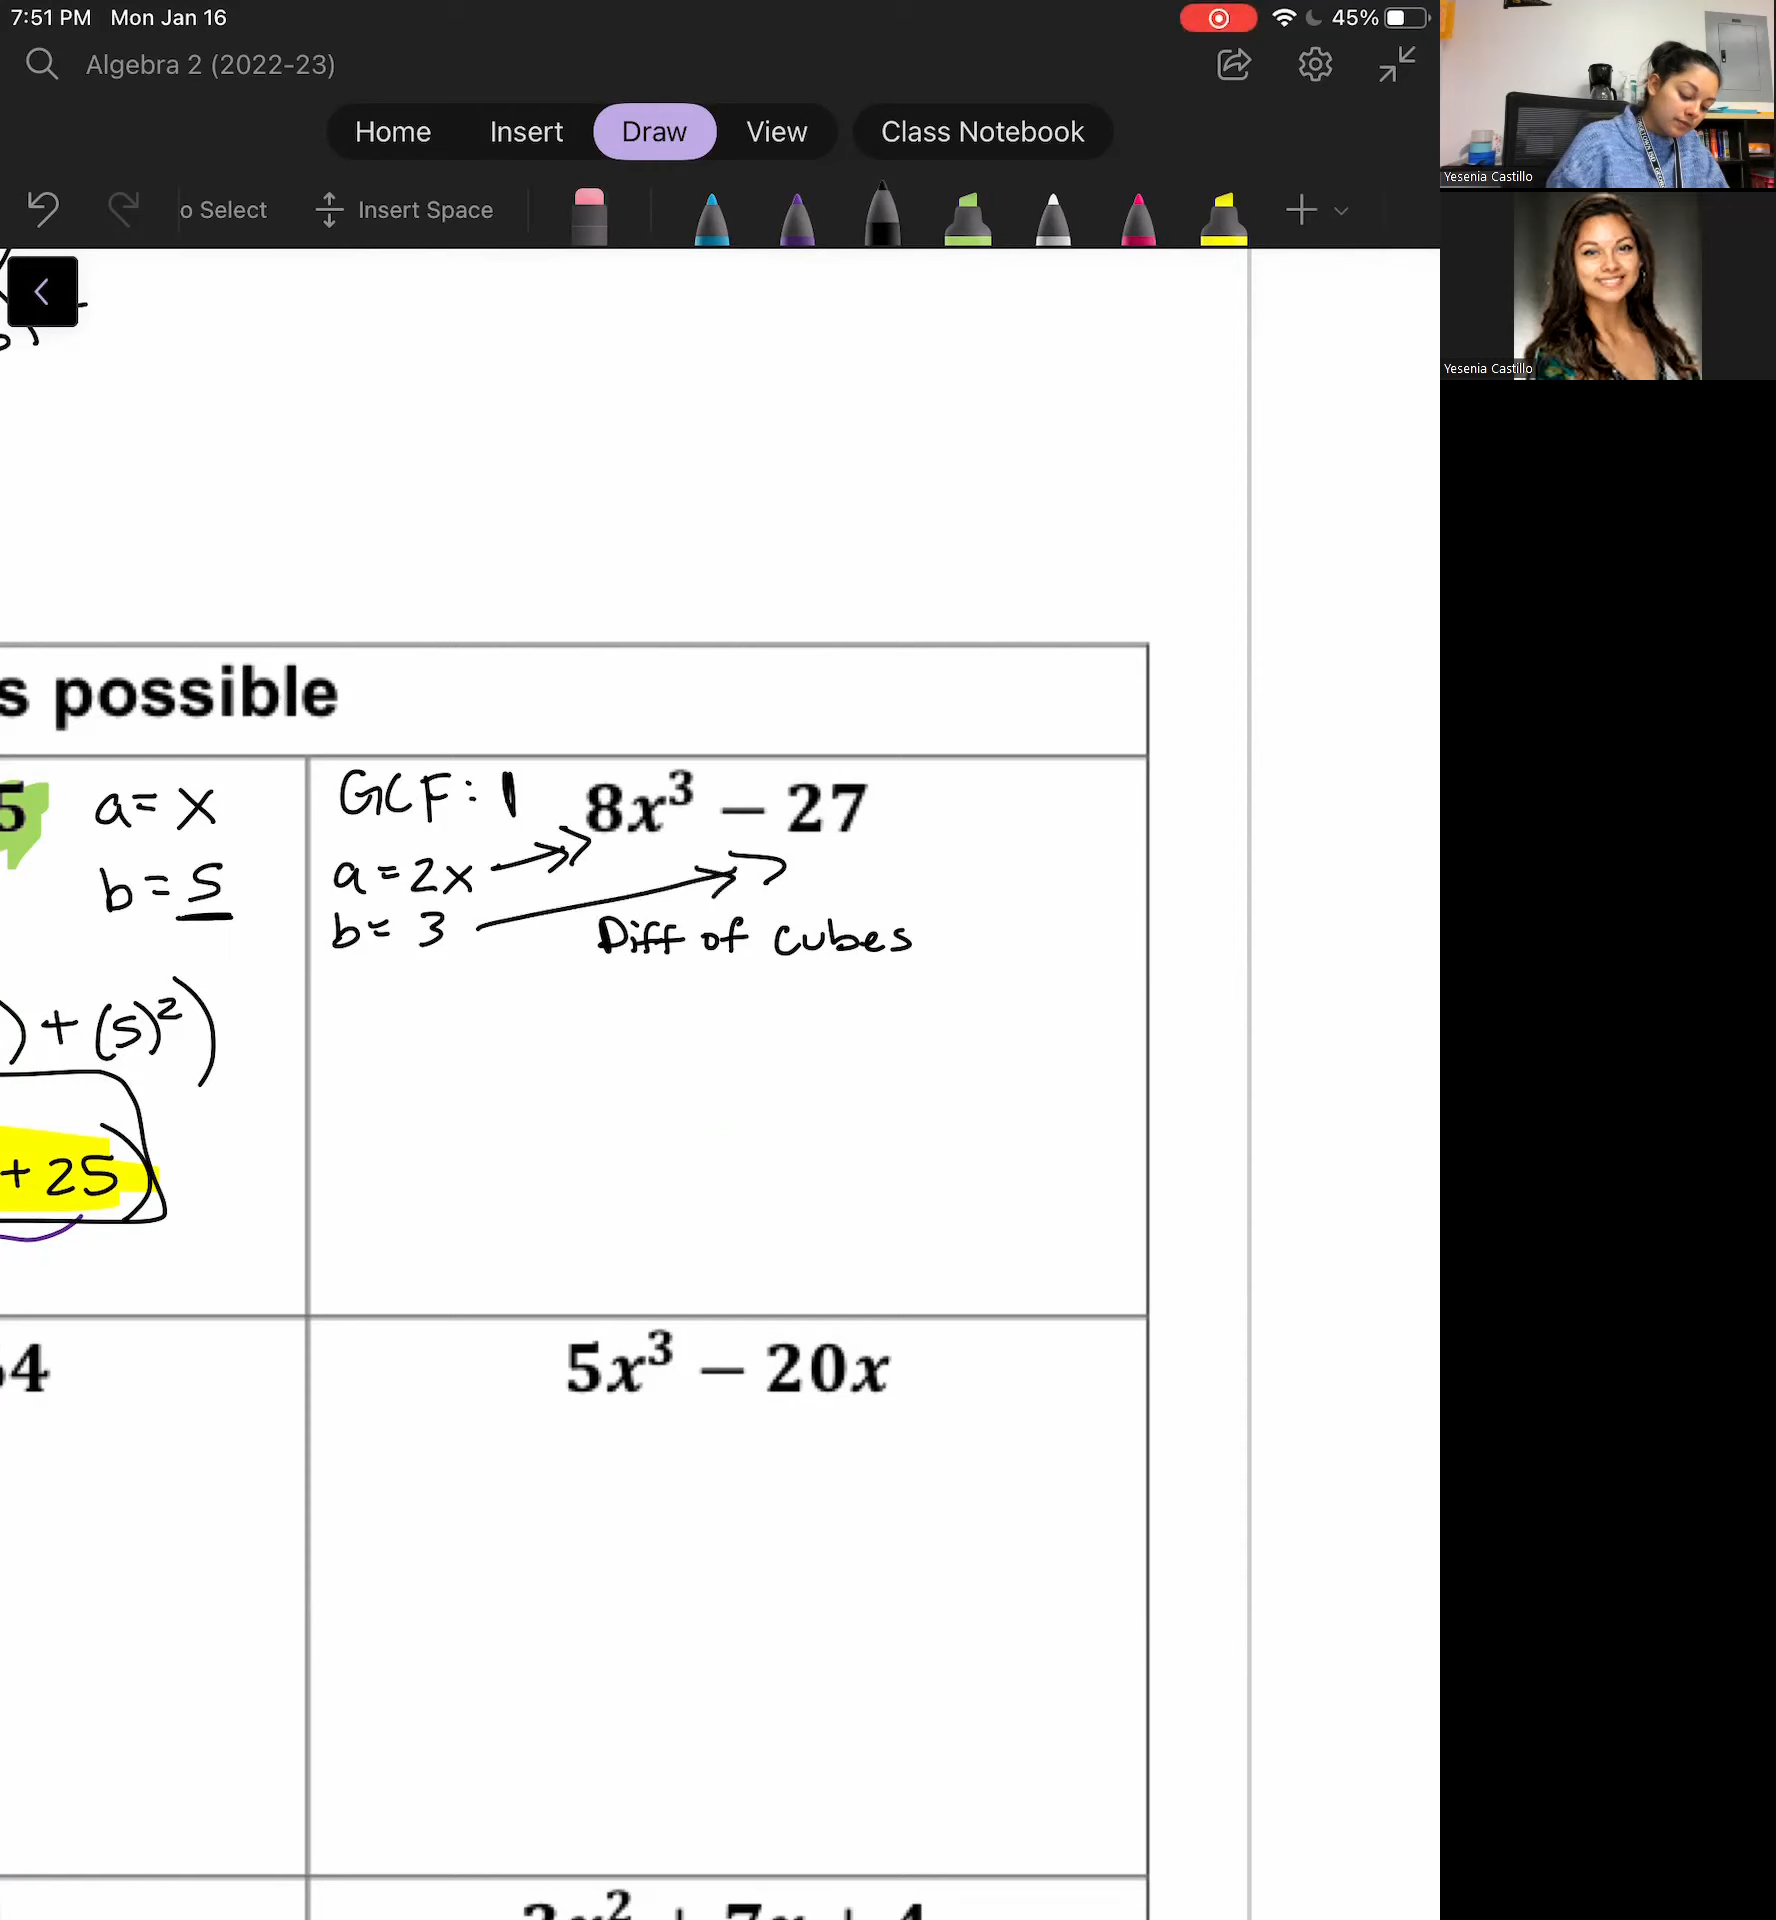 7:51 PM Mon Jan 16
45%
Algebra 2 (2022-23)
Home Insert Draw View Class Notebook
o Select Insert Space
Yesenia Castillo
Yesenia Castillo
s possible
5 a = x
b = 5
) + (5)²)
+ 25)
GCF: 1 8x³ − 27
a = 2x
b = 3
Diff of cubes
4
5x³ − 20x